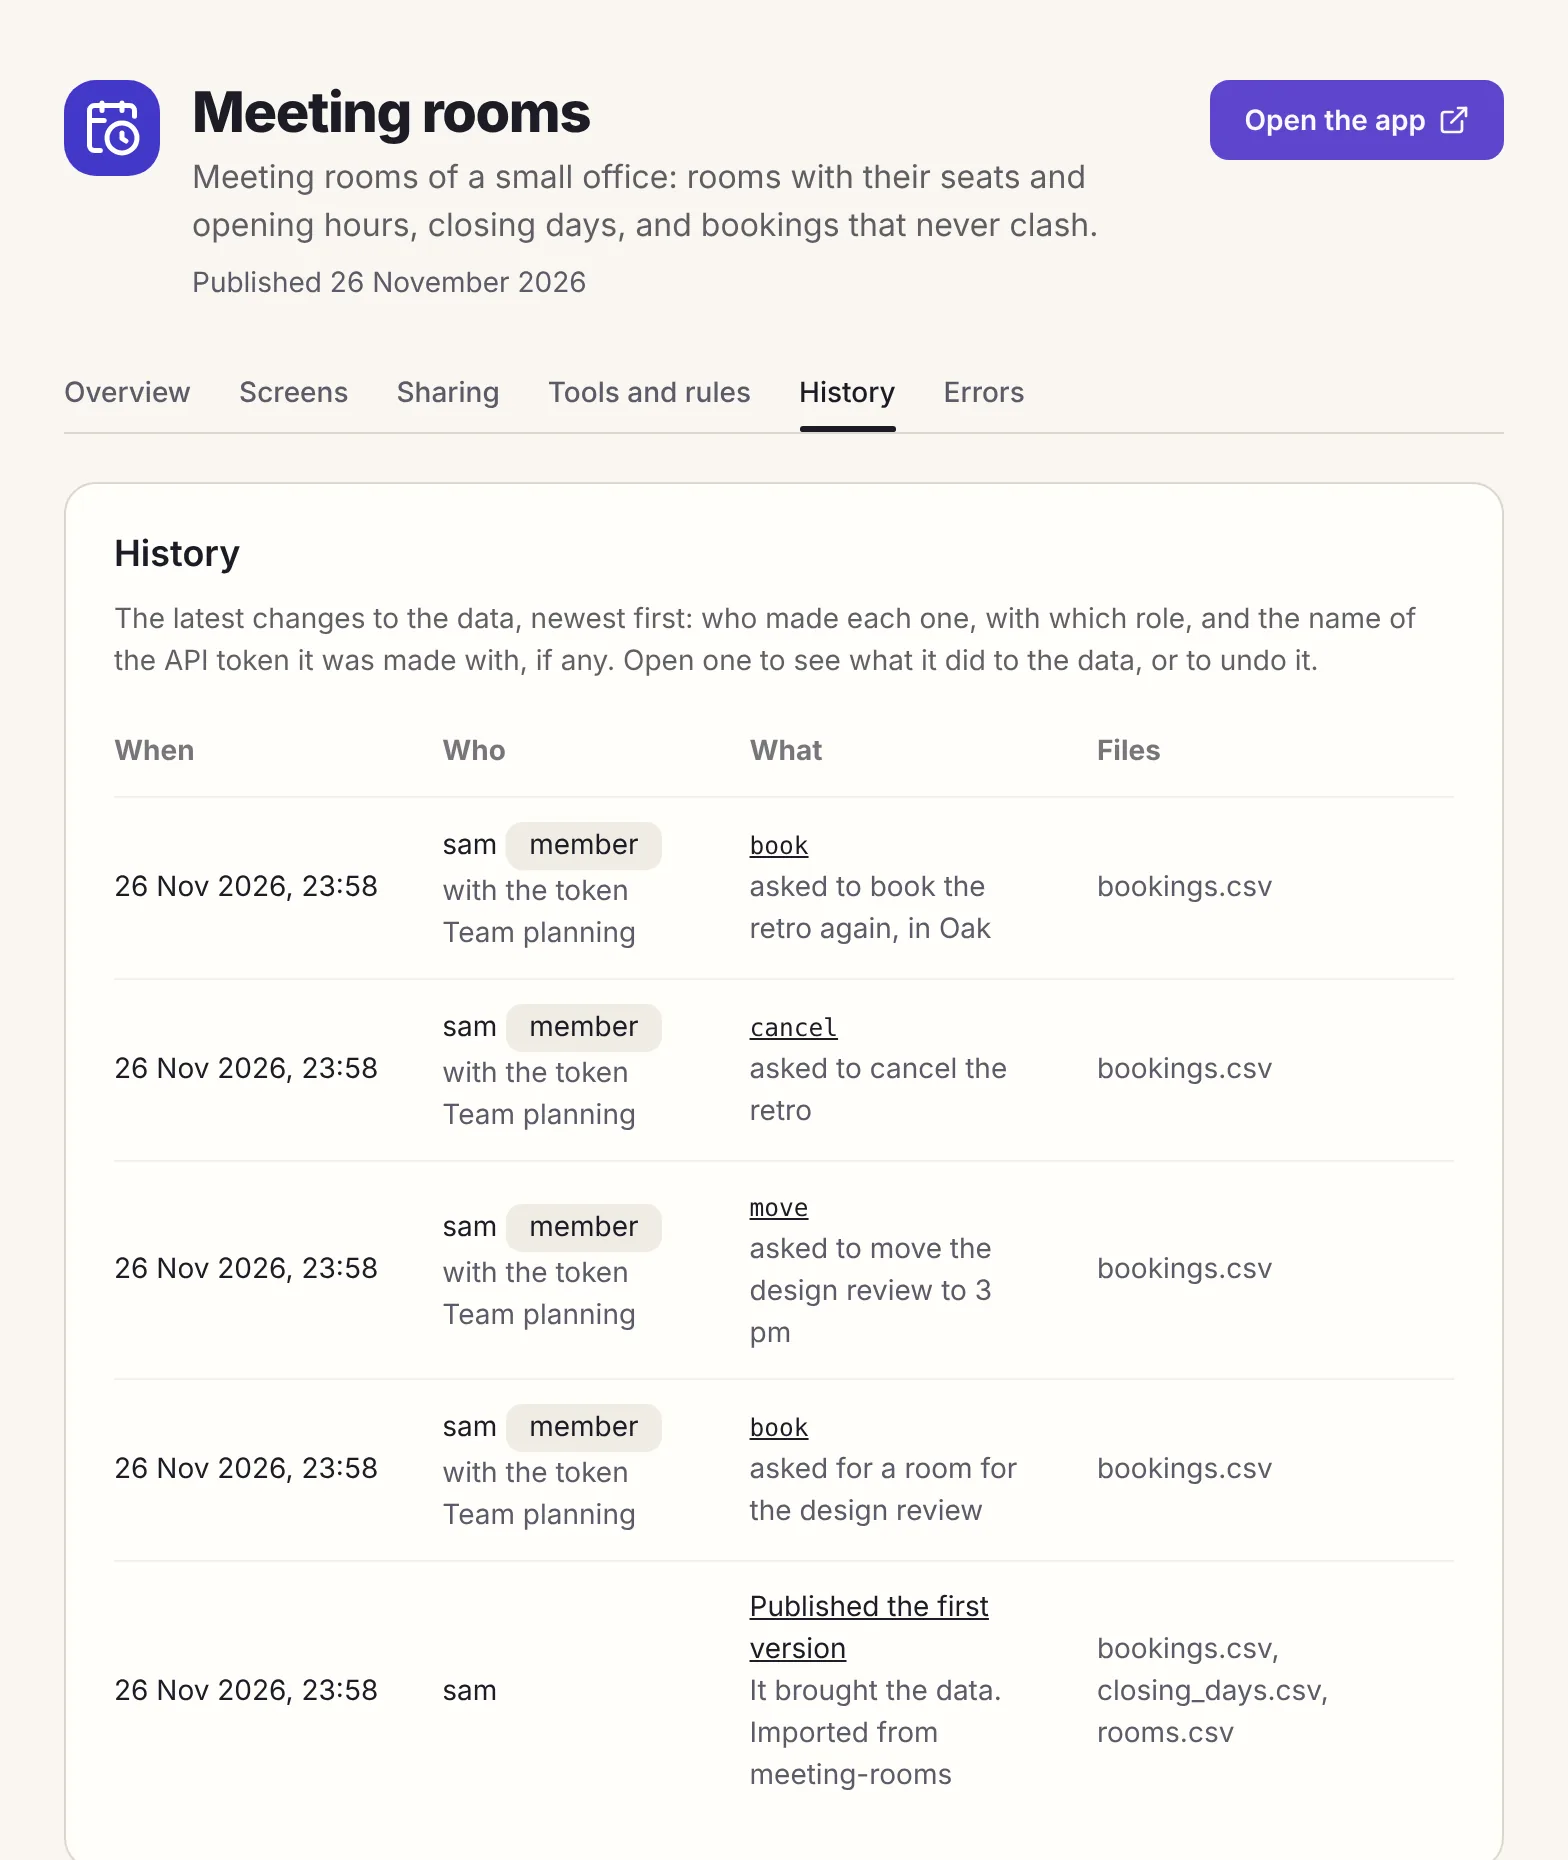 Meeting rooms
Open the app
Meeting rooms of a small office: rooms with their seats and
opening hours, closing days, and bookings that never clash.
Published 26 November 2026
Overview Screens Sharing Tools and rules History Errors
History
The latest changes to the data, newest first: who made each one, with which role, and the name of
the API token it was made with, if any. Open one to see what it did to the data, or to undo it.
When Who What Files
26 Nov 2026, 23:58
sam member
with the token
Team planning
book
asked to book the
retro again, in Oak
bookings.csv
26 Nov 2026, 23:58
sam member
with the token
Team planning
cancel
asked to cancel the
retro
bookings.csv
26 Nov 2026, 23:58
sam member
with the token
Team planning
move
asked to move the
design review to 3
pm
bookings.csv
26 Nov 2026, 23:58
sam member
with the token
Team planning
book
asked for a room for
the design review
bookings.csv
26 Nov 2026, 23:58
sam
Published the first
version
It brought the data.
Imported from
meeting-rooms
bookings.csv,
closing_days.csv,
rooms.csv